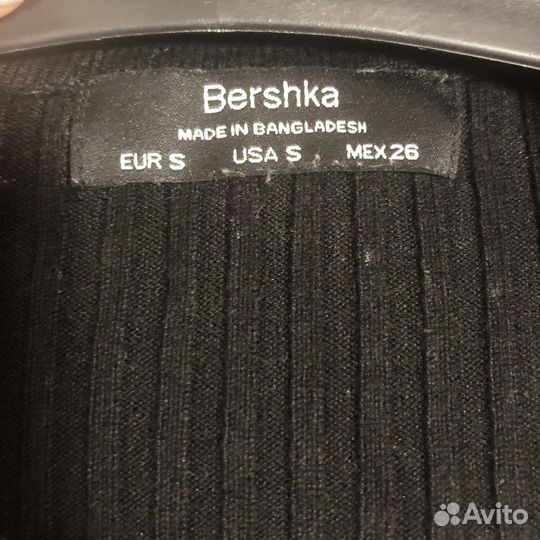 Bershka
MADE IN BANGLADESH
EUR S USA S MEX 26
Avito